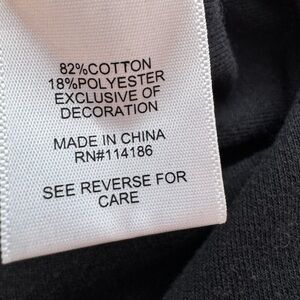 82%COTTON
18%POLYESTER
EXCLUSIVE OF
DECORATION
MADE IN CHINA
RN#114186
SEE REVERSE FOR
CARE